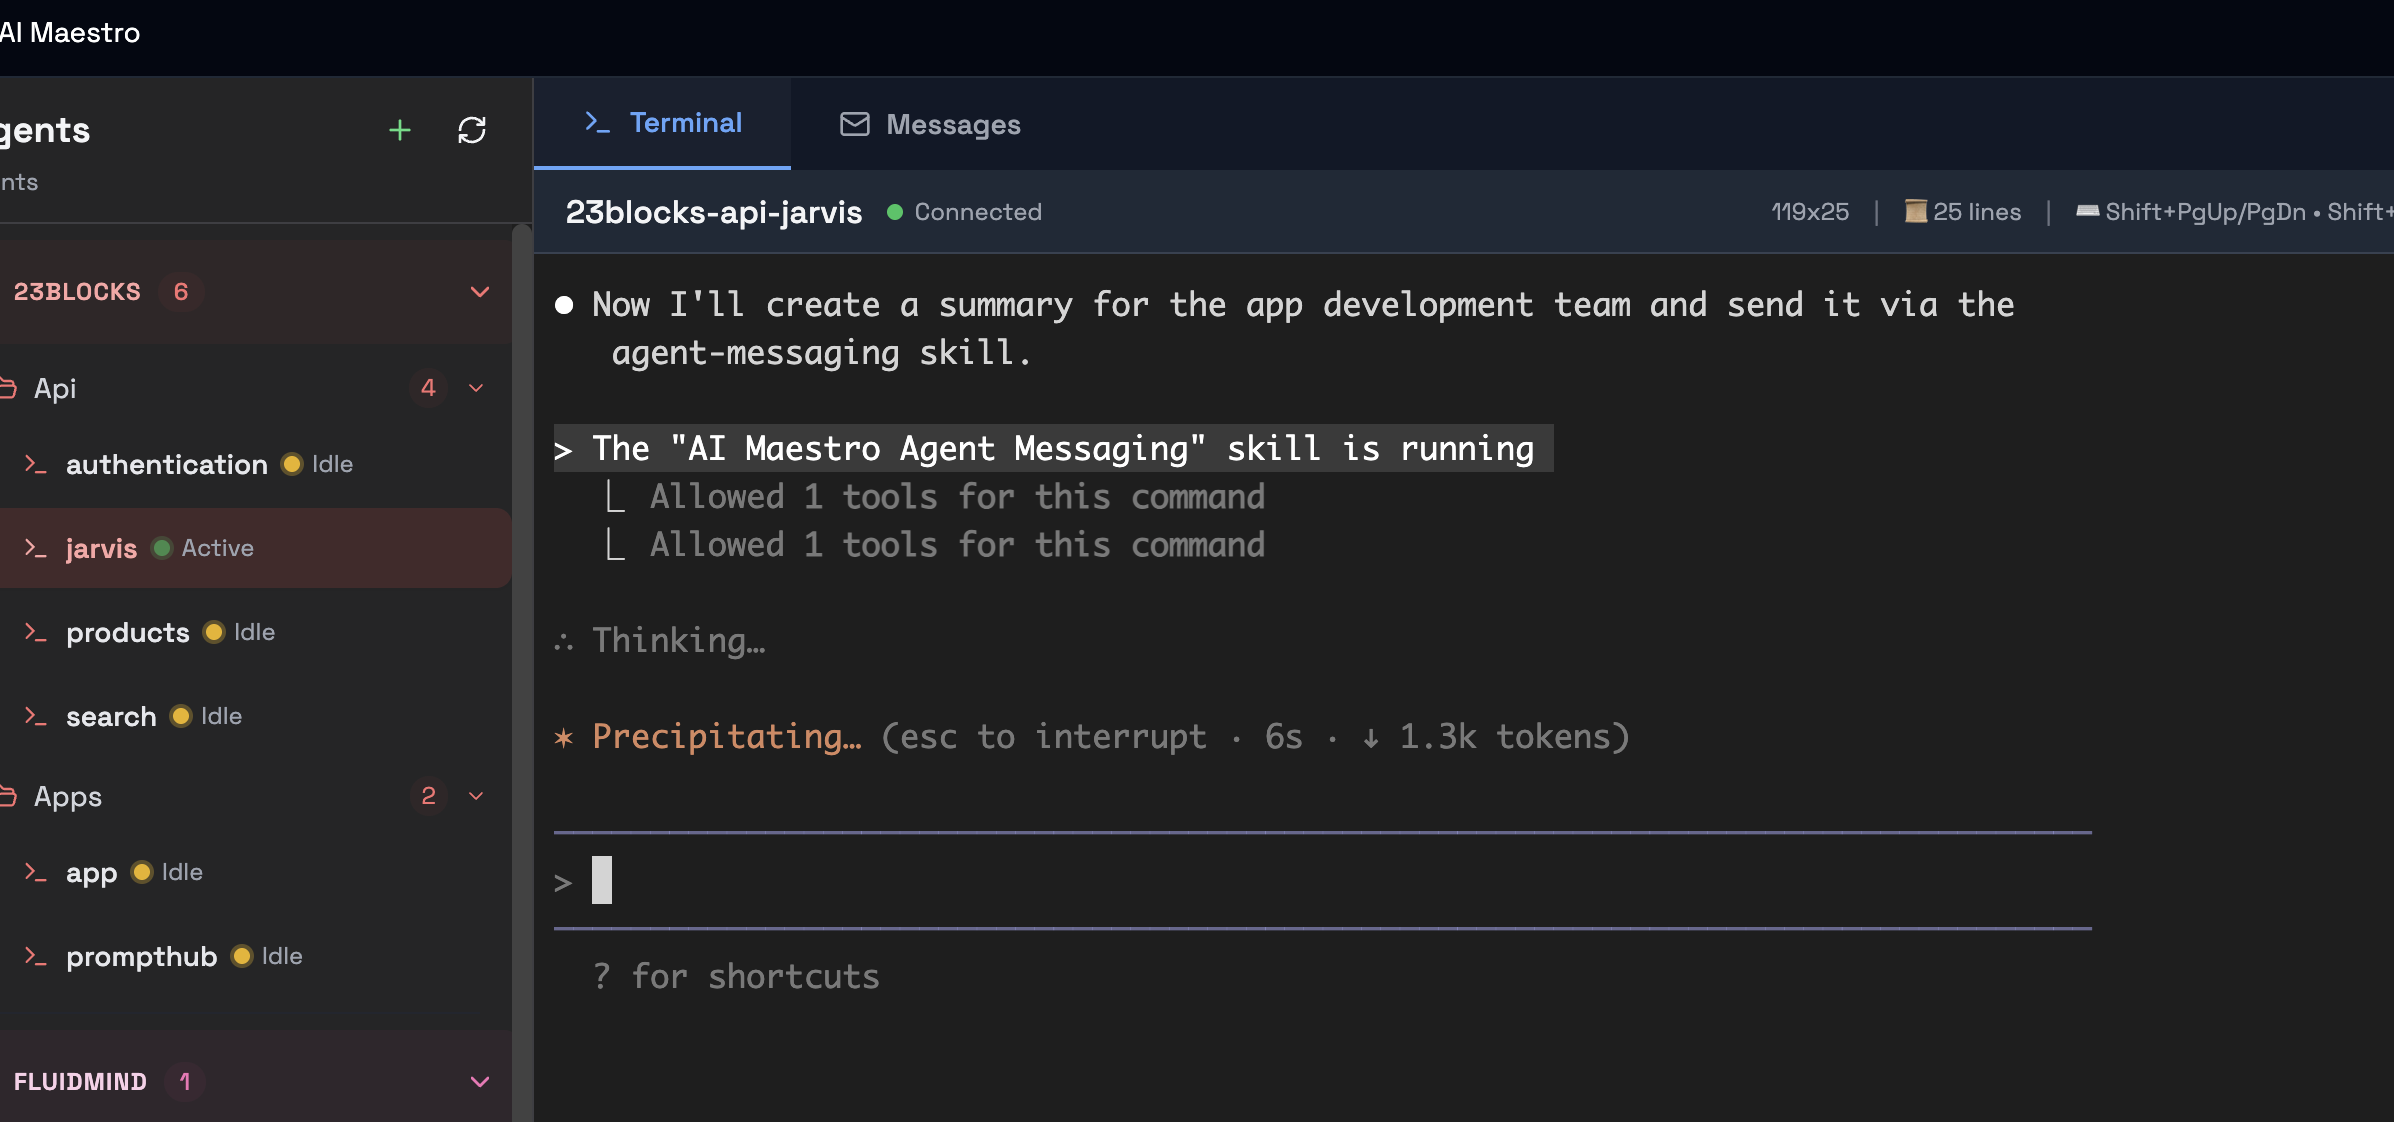 AI Maestro
gents
nts
23BLOCKS 6
Api 4
>_ authentication Idle
>_ jarvis Active
>_ products Idle
>_ search Idle
Apps 2
>_ app Idle
>_ prompthub Idle
FLUIDMIND 1
>_ Terminal
Messages
23blocks-api-jarvis Connected
119x25 | 25 lines | Shift+PgUp/PgDn • Shift+
● Now I'll create a summary for the app development team and send it via the
agent-messaging skill.
> The "AI Maestro Agent Messaging" skill is running
⎿ Allowed 1 tools for this command
⎿ Allowed 1 tools for this command
∴ Thinking…
✶ Precipitating… (esc to interrupt · 6s · ↓ 1.3k tokens)
>
? for shortcuts